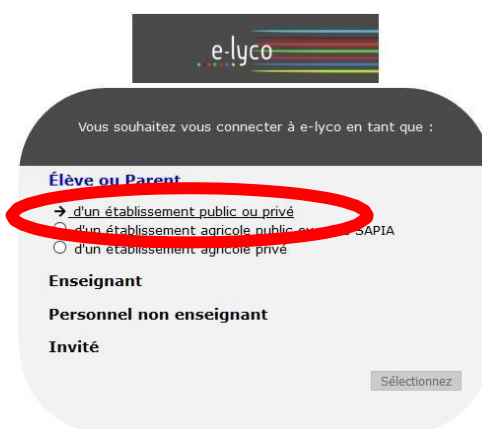 e-lyco
Vous souhaitez vous connecter à e-lyco en tant que :
Élève ou Parent
→ d'un établissement public ou privé
d'un établissement agricole public ou SAPIA
d'un établissement agricole privé
Enseignant
Personnel non enseignant
Invité
Sélectionnez